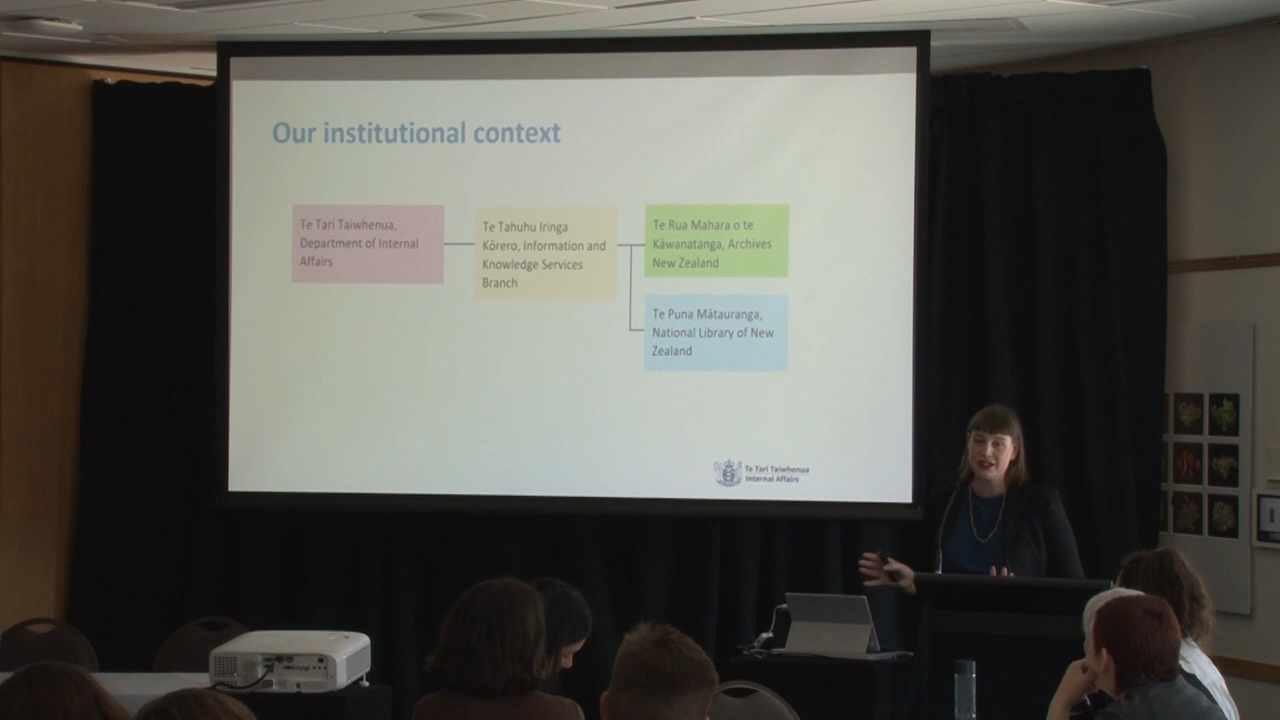 Our institutional context
Te Tari Taiwhenua,
Department of Internal
Affairs
Te Tahuhu Iringa
Kōrero, Information and
Knowledge Services
Branch
Te Rua Mahara o te
Kāwanatanga, Archives
New Zealand
Te Puna Mātauranga,
National Library of New
Zealand
Te Tari Taiwhenua
Internal Affairs